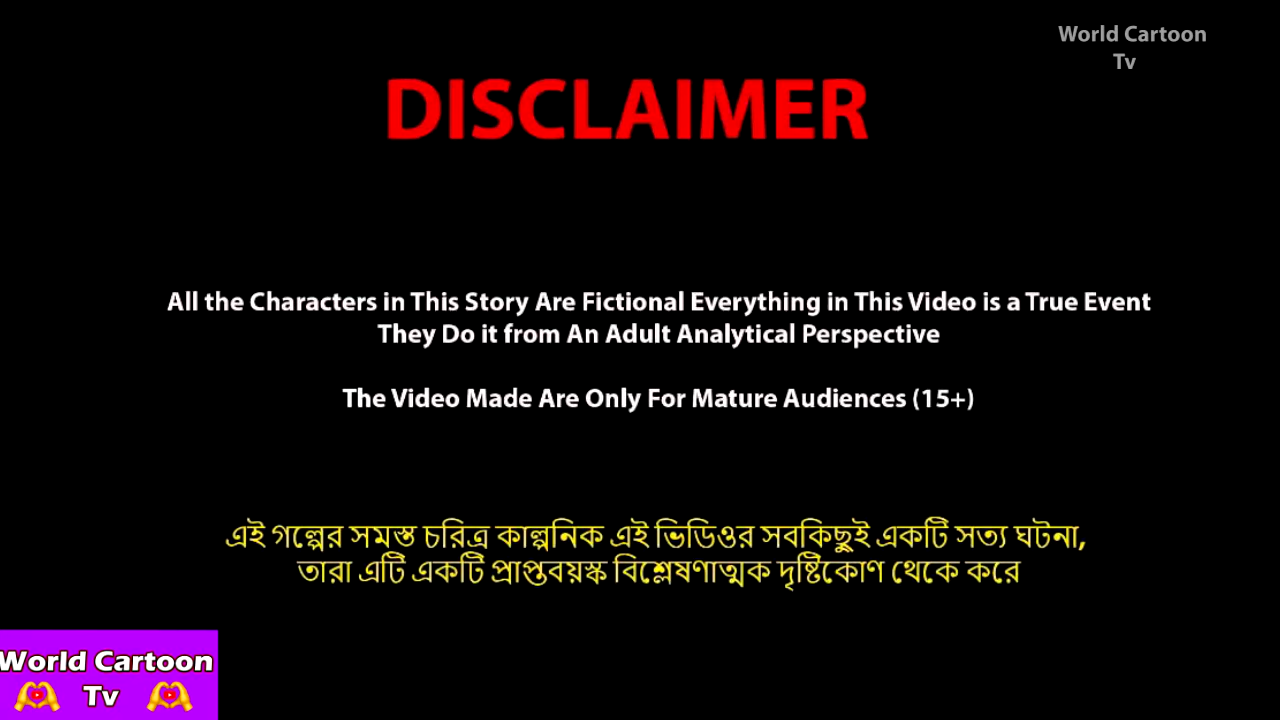 World Cartoon
Tv
DISCLAIMER
All the Characters in This Story Are Fictional Everything in This Video is a True Event
They Do it from An Adult Analytical Perspective
The Video Made Are Only For Mature Audiences (15+)
এই গল্পের সমস্ত চরিত্র কাল্পনিক এই ভিডিওর সবকিছুই একটি সত্য ঘটনা,
তারা এটি একটি প্রাপ্তবয়স্ক বিশ্লেষণাত্মক দৃষ্টিকোণ থেকে করে
World Cartoon
Tv